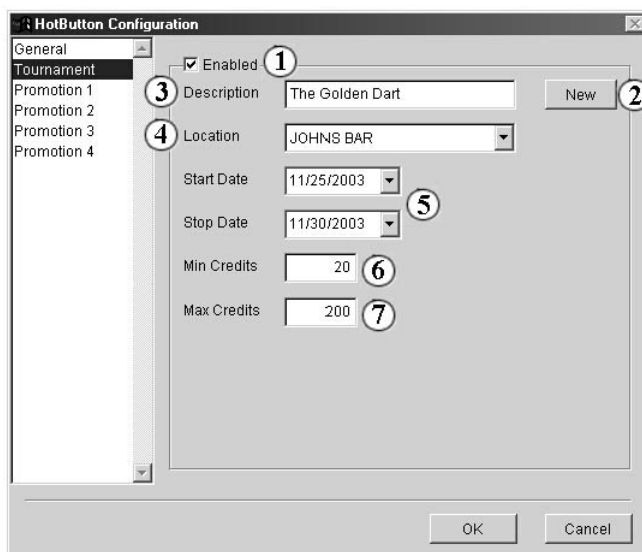 HotButton Configuration
General
Tournament
Promotion 1
Promotion 2
Promotion 3
Promotion 4
Enabled 1
3 Description The Golden Dart New 2
4 Location JOHNS BAR
Start Date 11/25/2003
5
Stop Date 11/30/2003
Min Credits 20 6
Max Credits 200 7
OK Cancel